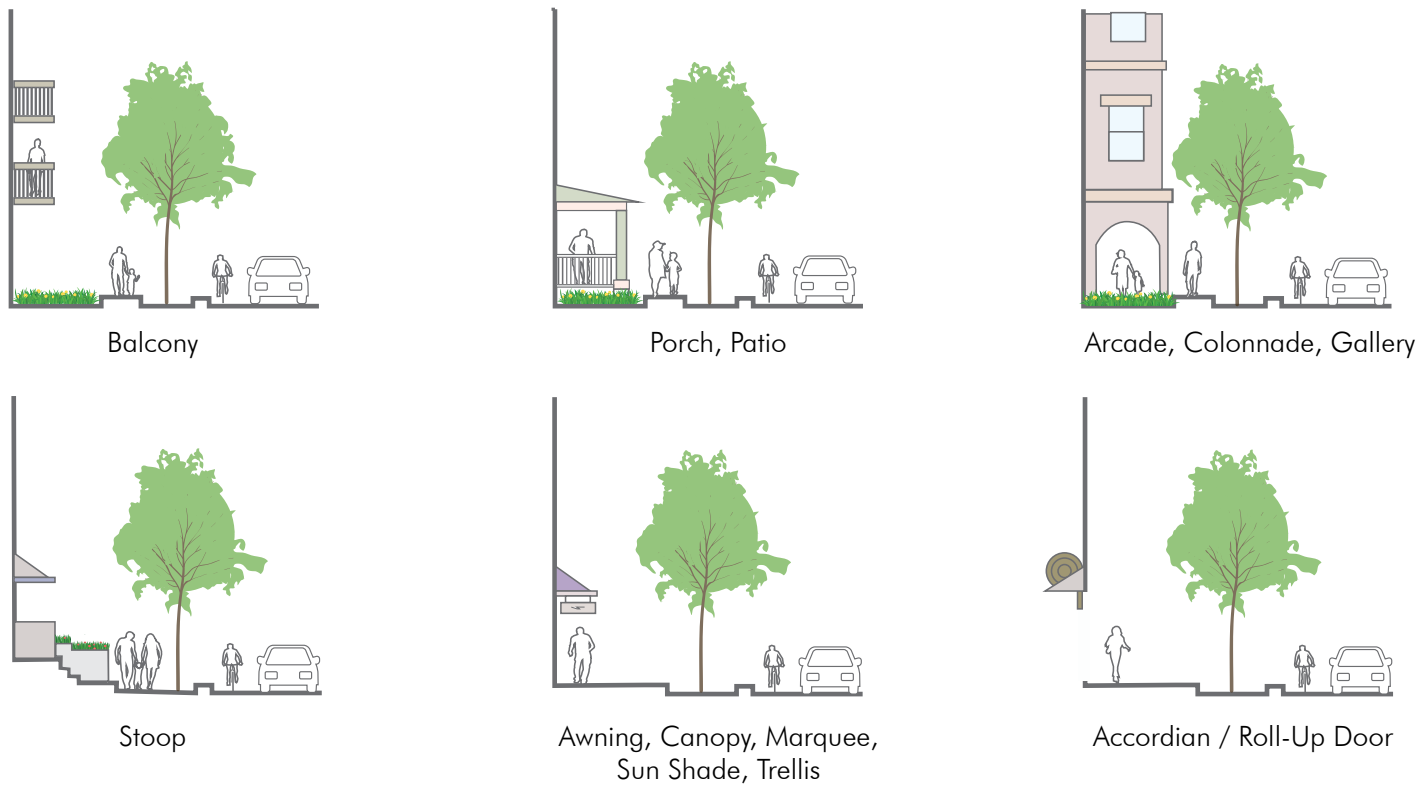 Balcony
Porch, Patio
Arcade, Colonnade, Gallery
Stoop
Awning, Canopy, Marquee,
Sun Shade, Trellis
Accordian / Roll-Up Door